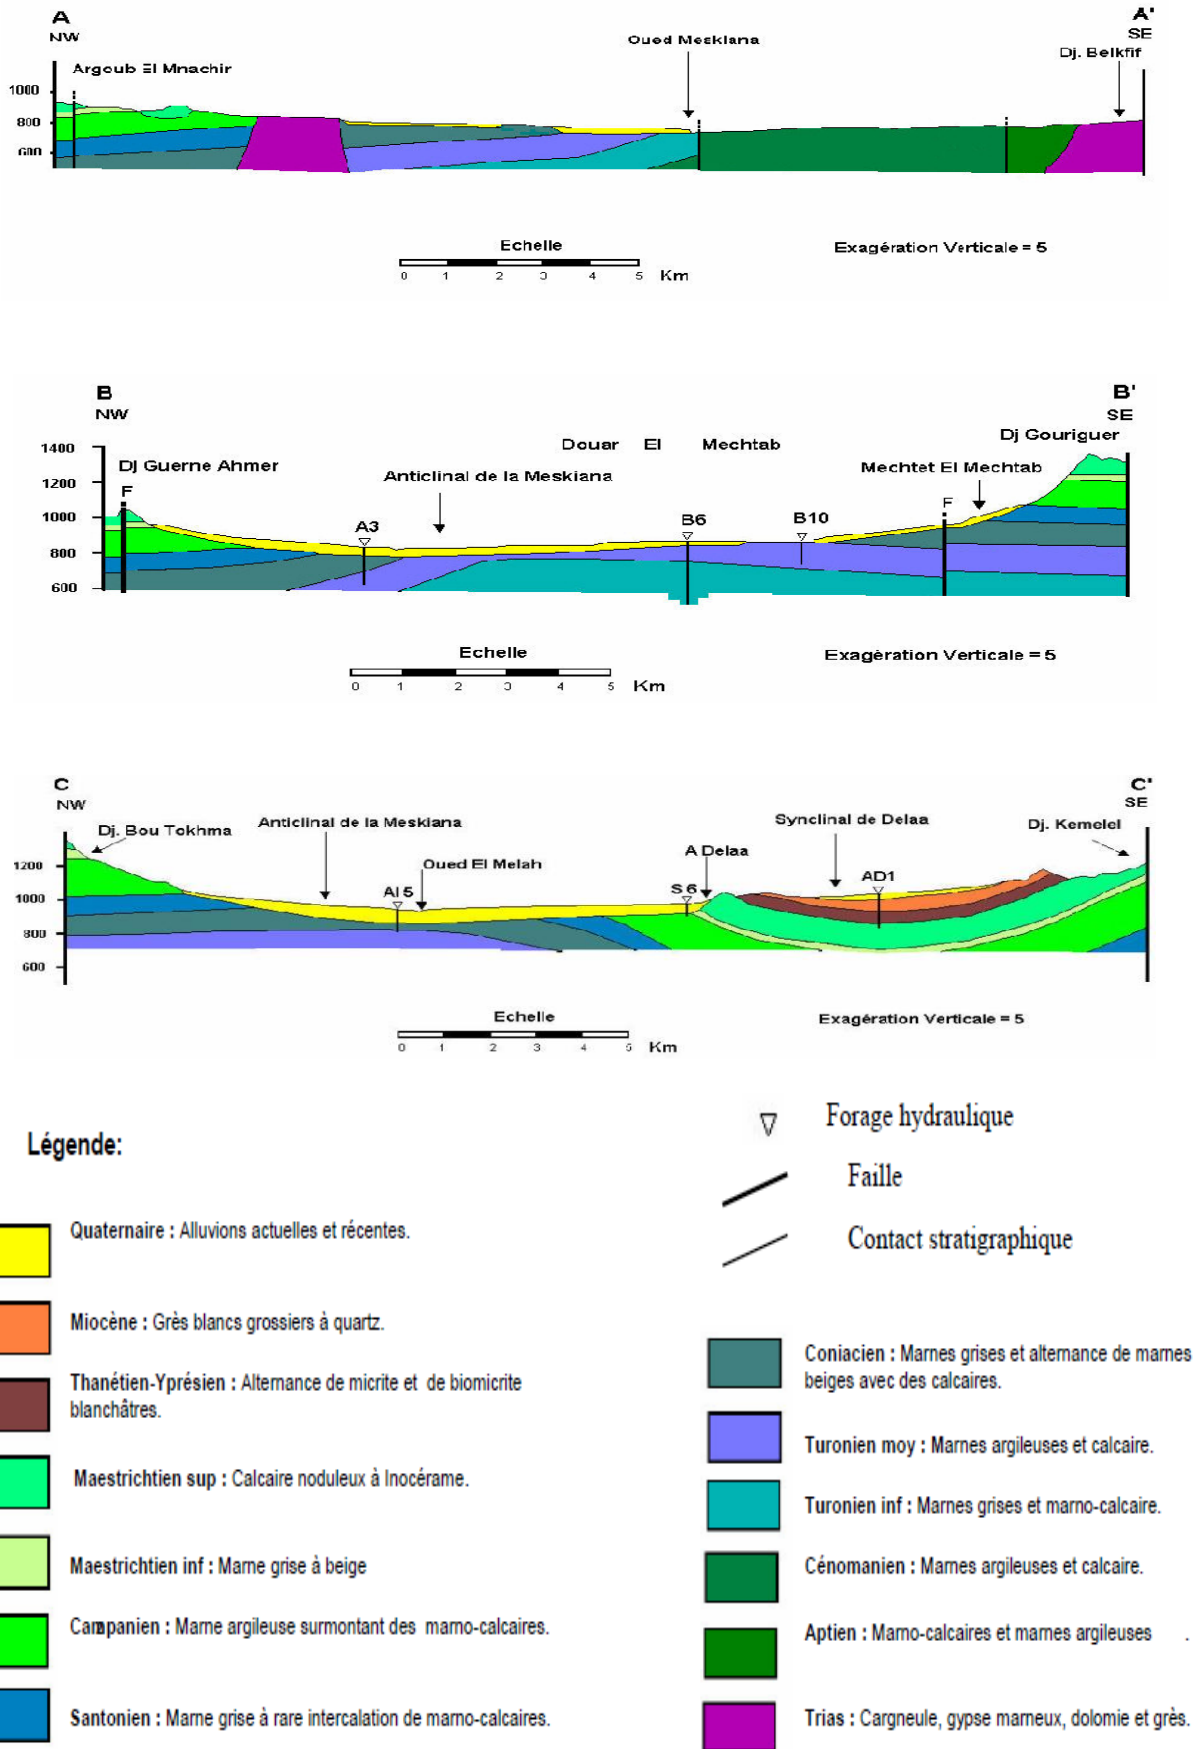 A
NW
A'
SE
Oued Meskiana
Dj. Belkfif
Argoub El Mnachir
1000
800
600
Echelle
0 1 2 3 4 5 Km
Exagération Verticale = 5
B
NW
B'
SE
Dj Gouriguer
Douar El Mechtab
1400
1200
1000
800
600
Dj Guerne Ahmer
Anticlinal de la Meskiana
Mechtet El Mechtab
F
A3
B6
B10
F
Echelle
0 1 2 3 4 5 Km
Exagération Verticale = 5
C
NW
C'
SE
Dj. Bou Tokhma
Anticlinal de la Meskiana
Synclinal de Delaa
Dj. Kemelel
Oued El Melah
A Delaa
AI 5
S 6
AD1
1200
1000
800
600
Echelle
0 1 2 3 4 5 Km
Exagération Verticale = 5
Légende:
Forage hydraulique
Faille
Contact stratigraphique
Quaternaire : Alluvions actuelles et récentes.
Miocène : Grès blancs grossiers à quartz.
Thanétien-Yprésien : Alternance de micrite et de biomicrite
blanchâtres.
Maestrichtien sup : Calcaire noduleux à Inocérame.
Maestrichtien inf : Marne grise à beige
Campanien : Marne argileuse surmontant des marno-calcaires.
Santonien : Marne grise à rare intercalation de marno-calcaires.
Coniacien : Marnes grises et alternance de marnes
beiges avec des calcaires.
Turonien moy : Marnes argileuses et calcaire.
Turonien inf : Marnes grises et marno-calcaire.
Cénomanien : Marnes argileuses et calcaire.
Aptien : Marno-calcaires et marnes argileuses .
Trias : Cargneule, gypse marneux, dolomie et grès.